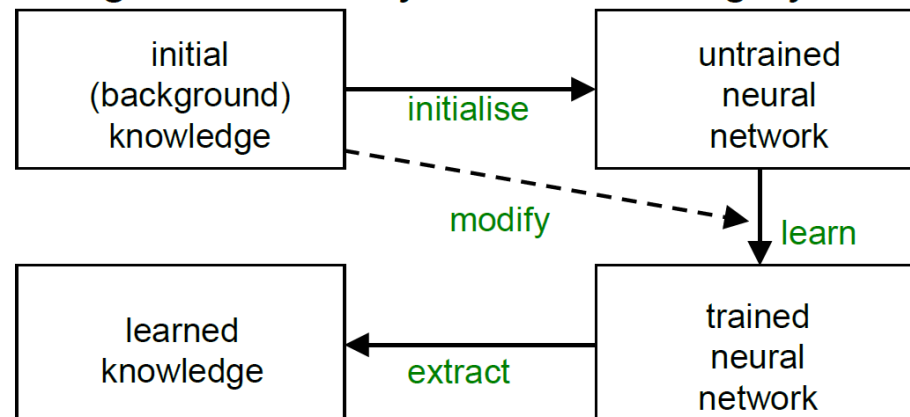 initial
(background)
knowledge
initialise
untrained
neural
network
modify
learn
learned
knowledge
extract
trained
neural
network